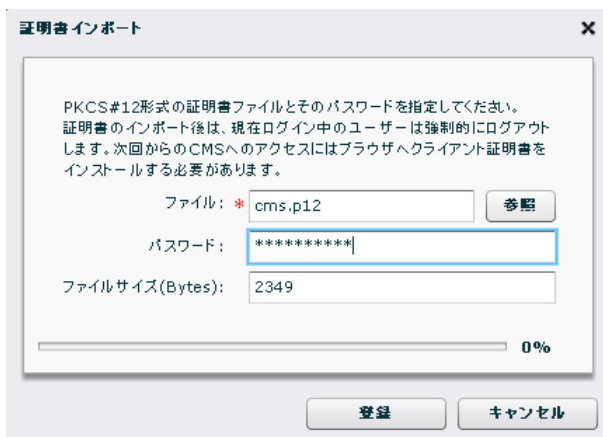 証明書インポート
PKCS#12形式の証明書ファイルとそのパスワードを指定してください。
証明書のインポート後は、現在ログイン中のユーザーは強制的にログアウト
します。次回からのCMSへのアクセスにはブラウザへクライアント証明書を
インストールする必要があります。
ファイル: * cms.p12 参照
パスワード: **********
ファイルサイズ(Bytes): 2349
0%
登録 キャンセル